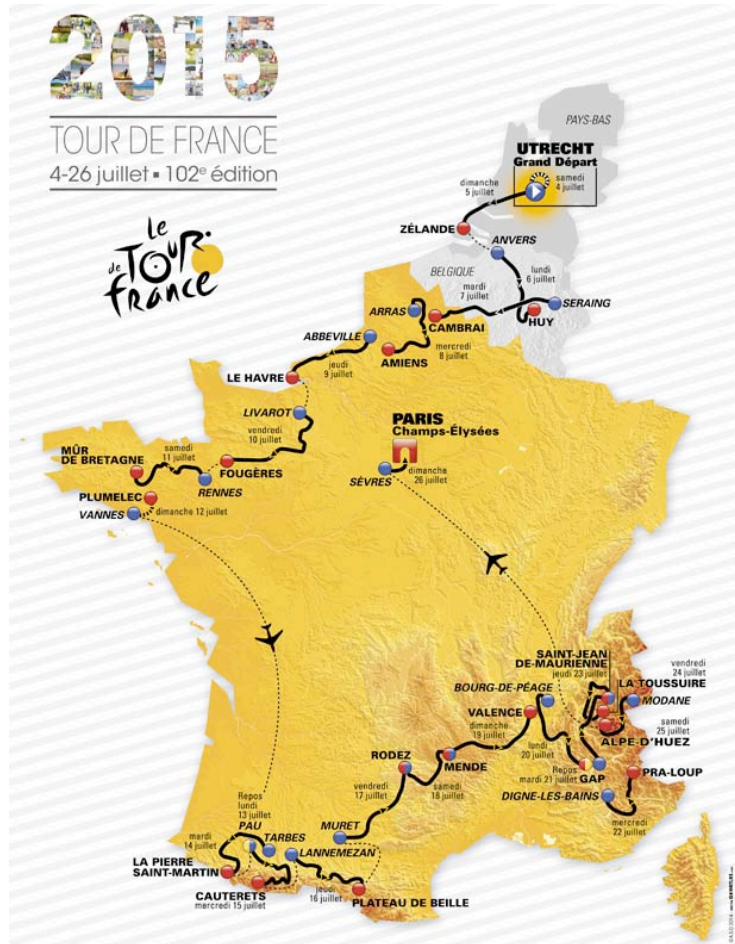 2015
TOUR DE FRANCE
4-26 juillet ▪ 102e édition
Le
de TOUR
france
PAYS-BAS
UTRECHT
Grand Départ
samedi
4 juillet
dimanche
5 juillet
ZÉLANDE
ANVERS
BELGIQUE
lundi
6 juillet
mardi
7 juillet
SERAING
HUY
ARRAS
CAMBRAI
ABBEVILLE
AMIENS
mercredi
8 juillet
jeudi
9 juillet
LE HAVRE
LIVAROT
vendredi
10 juillet
PARIS
Champs-Élysées
dimanche
26 juillet
SÈVRES
samedi
11 juillet
MÛR
DE BRETAGNE
FOUGÈRES
RENNES
PLUMELEC
dimanche 12 juillet
VANNES
SAINT-JEAN
DE-MAURIENNE
jeudi 23 juillet
vendredi
24 juillet
LA TOUSSUIRE
BOURG-DE-PÉAGE
MODANE
VALENCE
samedi
25 juillet
ALPE-D'HUEZ
dimanche
19 juillet
lundi
20 juillet
RODEZ
MENDE
Repos
mardi 21 juillet
GAP
PRA-LOUP
vendredi
17 juillet
samedi
18 juillet
DIGNE-LES-BAINS
mercredi
22 juillet
Repos
lundi
13 juillet
PAU
MURET
mardi
14 juillet
TARBES
LANNEMEZAN
LA PIERRE
SAINT-MARTIN
CAUTERETS
mercredi 15 juillet
jeudi
16 juillet
PLATEAU DE BEILLE